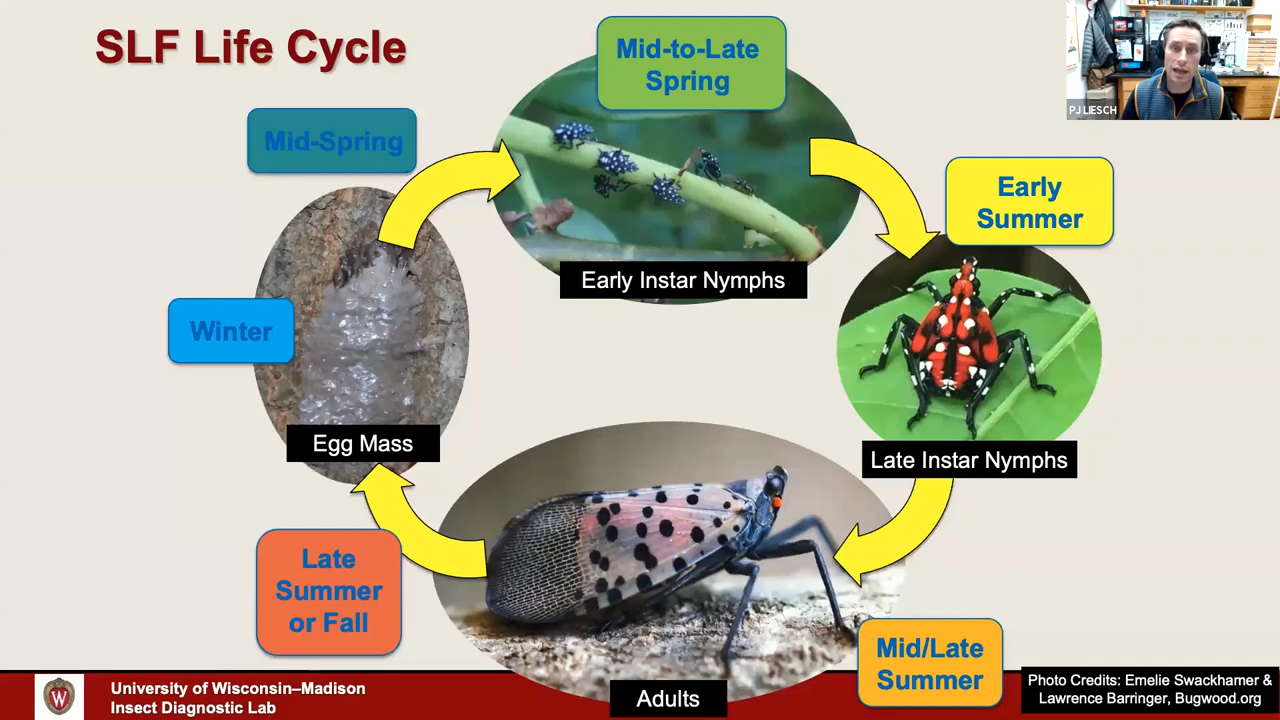 SLF Life Cycle
Mid-to-Late
Spring
PJ LIESCH
Mid-Spring
Early
Summer
Early Instar Nymphs
Winter
Egg Mass
Late Instar Nymphs
Late
Summer
or Fall
Mid/Late
Summer
Adults
W
University of Wisconsin–Madison
Insect Diagnostic Lab
Photo Credits: Emelie Swackhamer &
Lawrence Barringer, Bugwood.org